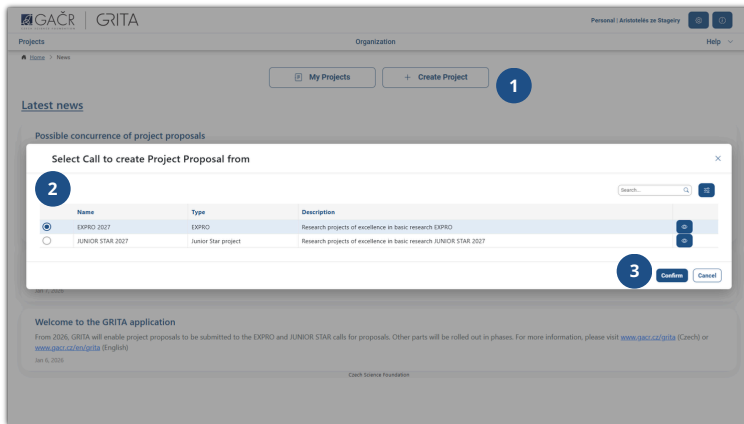 GAČR | GRITA
CZECH SCIENCE FOUNDATION
Personal | Aristotelés ze Stageiry
Projects
Organization
Help
Home > News
My Projects
+ Create Project
1
Latest news
Possible concurrence of project proposals
Select Call to create Project Proposal from
2
Search...
Name Type Description
EXPRO 2027 EXPRO Research projects of excellence in basic research EXPRO
JUNIOR STAR 2027 Junior Star project Research projects of excellence in basic research JUNIOR STAR 2027
3
Confirm Cancel
Jan 7, 2026
Welcome to the GRITA application
From 2026, GRITA will enable project proposals to be submitted to the EXPRO and JUNIOR STAR calls for proposals. Other parts will be rolled out in phases. For more information, please visit www.gacr.cz/grita (Czech) or
www.gacr.cz/en/grita (English)
Jan 6, 2026
Czech Science Foundation